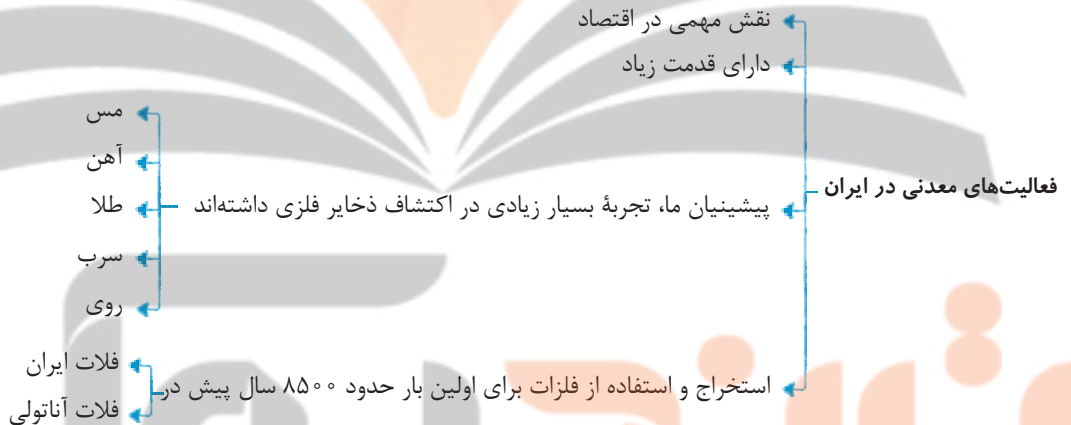 فعالیت‌های معدنی در ایران
نقش مهمی در اقتصاد
دارای قدمت زیاد
پیشینیان ما، تجربهٔ بسیار زیادی در اکتشاف ذخایر فلزی داشته‌اند
مس
آهن
طلا
سرب
روی
استخراج و استفاده از فلزات برای اولین بار حدود ۸۵۰۰ سال پیش در
فلات ایران
فلات آناتولی